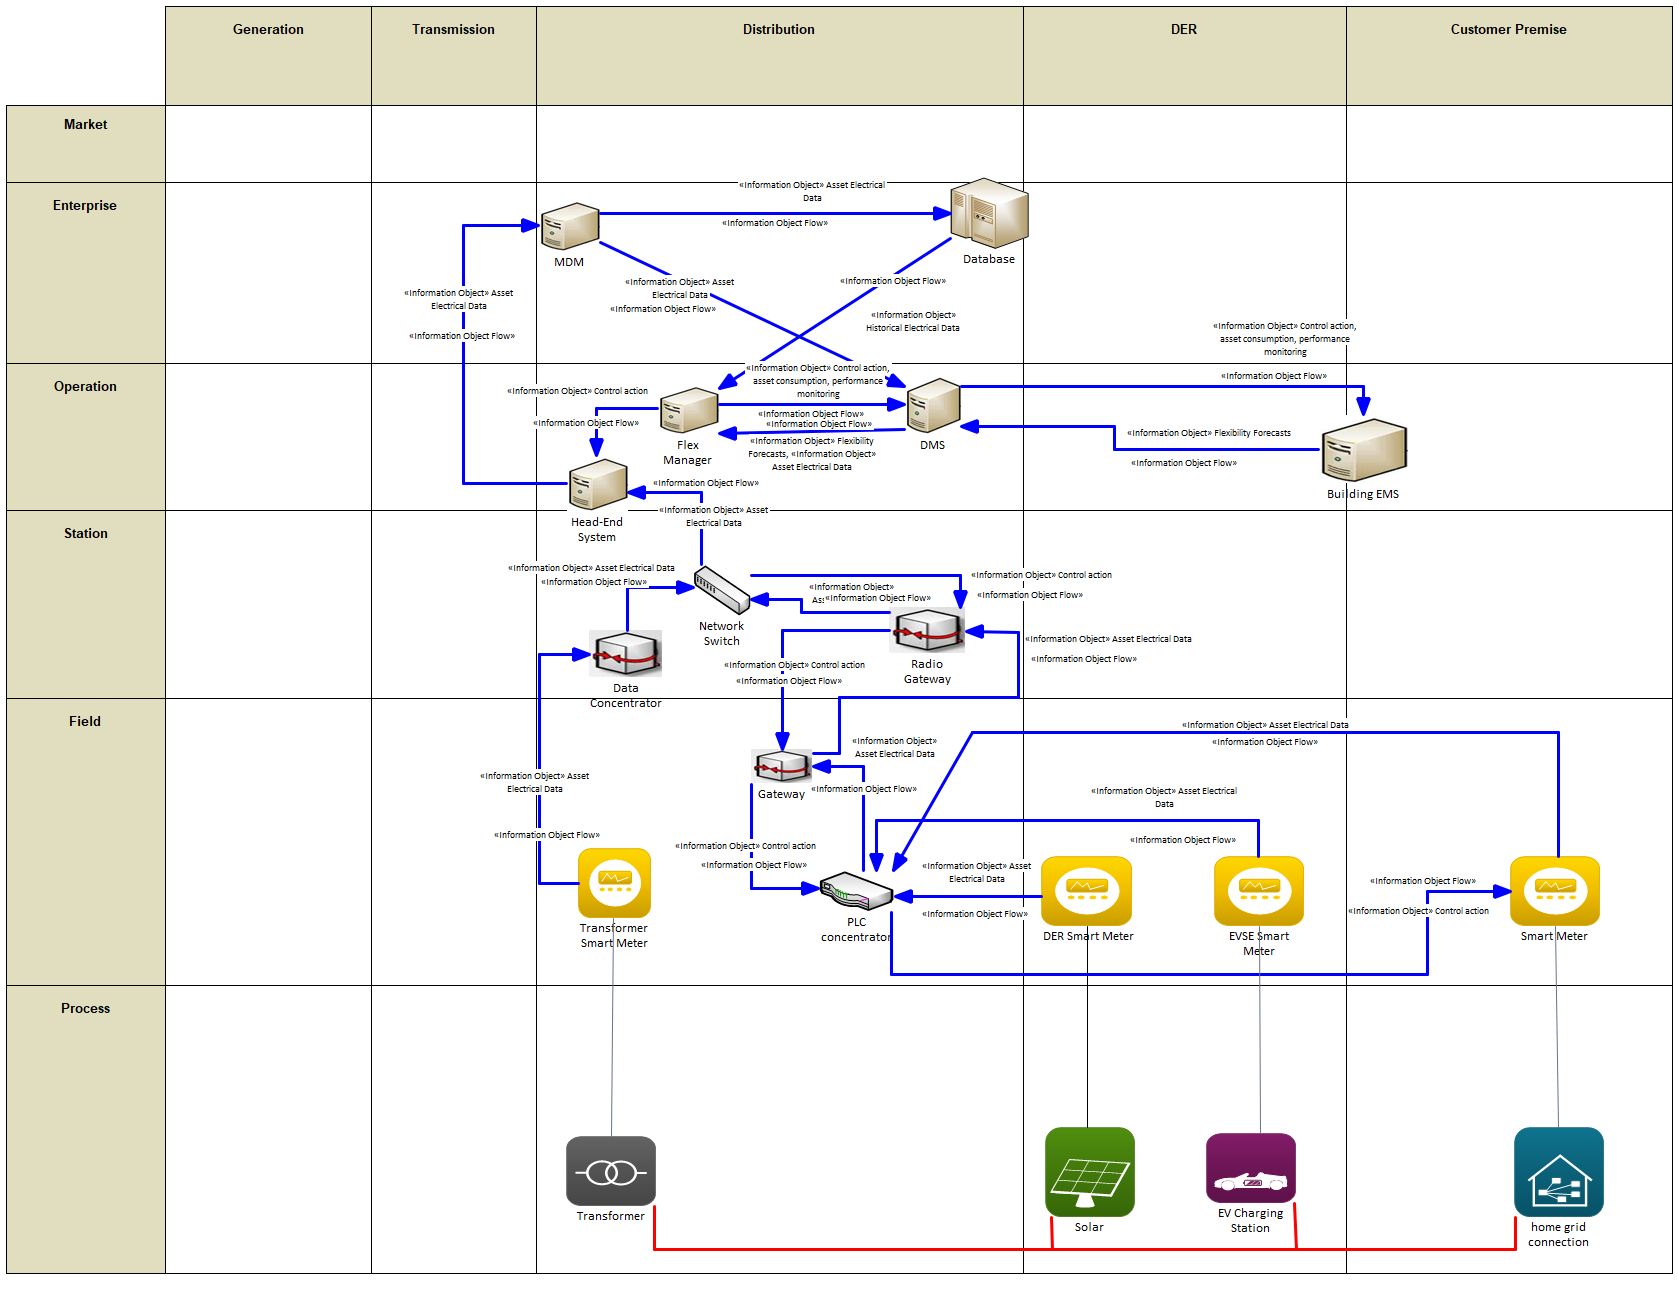 Generation
Transmission
Distribution
DER
Customer Premise
Market
Enterprise
«Information Object» Asset Electrical
Data
«Information Object Flow»
MDM
Database
«Information Object» Asset
Electrical Data
«Information Object Flow»
«Information Object» Asset
Electrical Data
«Information Object Flow»
«Information Object Flow»
«Information Object»
Historical Electrical Data
«Information Object» Control action,
asset consumption, performance
monitoring
Operation
«Information Object» Control action
«Information Object Flow»
«Information Object» Control action,
asset consumption, performance
monitoring
«Information Object Flow»
«Information Object Flow»
«Information Object» Flexibility
Forecasts, «Information Object»
Asset Electrical Data
Flex
Manager
DMS
«Information Object Flow»
«Information Object» Flexibility Forecasts
«Information Object Flow»
Building EMS
Head-End
System
«Information Object Flow»
«Information Object» Asset
Electrical Data
Station
«Information Object» Asset Electrical Data
«Information Object Flow»
Network
Switch
«Information Object»
As
«Information Object Flow»
«Information Object» Control action
«Information Object Flow»
Radio
Gateway
«Information Object» Asset Electrical Data
«Information Object Flow»
Data
Concentrator
«Information Object» Control action
«Information Object Flow»
Field
«Information Object» Asset Electrical Data
«Information Object Flow»
«Information Object»
Asset Electrical Data
«Information Object Flow»
Gateway
«Information Object» Asset
Electrical Data
«Information Object Flow»
«Information Object» Asset Electrical
Data
«Information Object Flow»
«Information Object» Control action
«Information Object Flow»
PLC
concentrator
«Information Object» Asset
Electrical Data
«Information Object Flow»
Transformer
Smart Meter
DER Smart Meter
EVSE Smart
Meter
«Information Object Flow»
«Information Object» Control action
Smart Meter
Process
Transformer
Solar
EV Charging
Station
home grid
connection